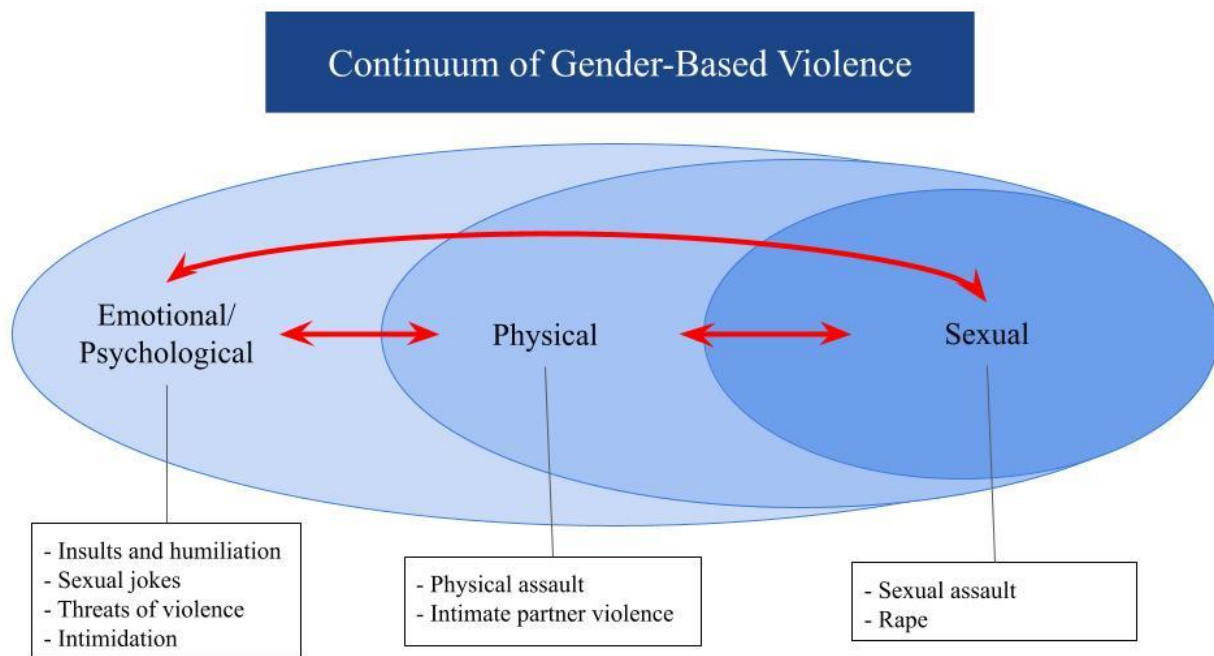 Continuum of Gender-Based Violence
Emotional/
Psychological
Physical
Sexual
- Insults and humiliation
- Sexual jokes
- Threats of violence
- Intimidation
- Physical assault
- Intimate partner violence
- Sexual assault
- Rape